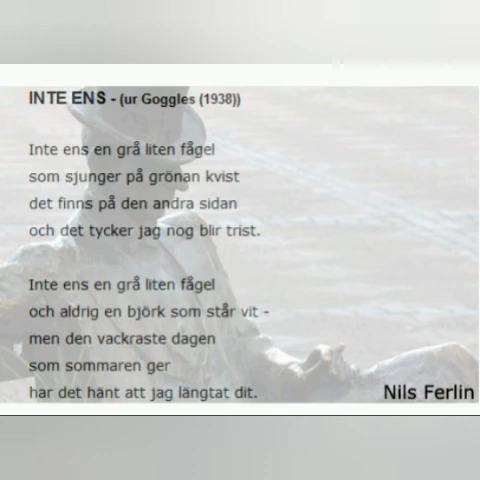 INTE ENS - (ur Goggles (1938))
Inte ens en grå liten fågel
som sjunger på grönan kvist
det finns på den andra sidan
och det tycker jag nog blir trist.
Inte ens en grå liten fågel
och aldrig en björk som står vit -
men den vackraste dagen
som sommaren ger
har det hänt att jag längtat dit.
Nils Ferlin